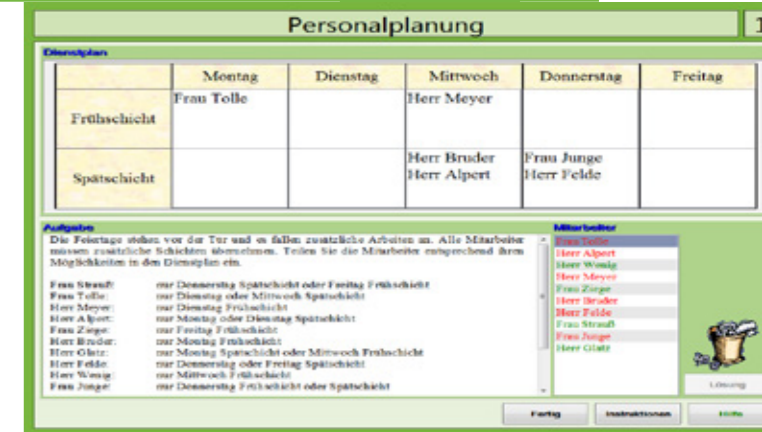 Personalplanung 1
Dienstplan
Montag Dienstag Mittwoch Donnerstag Freitag
Frühschicht Frau Tolle Herr Meyer
Spätschicht Herr Bruder Frau Junge
Herr Alpert Herr Felde
Aufgabe
Die Feiertage stehen vor der Tür und es fallen zusätzliche Arbeiten an. Alle Mitarbeiter
müssen zusätzliche Schichten übernehmen. Teilen Sie die Mitarbeiter entsprechend ihren
Möglichkeiten in den Dienstplan ein.
Frau Strauß: nur Donnerstag Spätschicht oder Freitag Frühschicht
Frau Tolle: nur Dienstag oder Mittwoch Spätschicht
Herr Meyer: nur Dienstag Frühschicht
Herr Alpert: nur Montag oder Dienstag Spätschicht
Frau Ziege: nur Freitag Frühschicht
Herr Bruder: nur Montag Frühschicht
Herr Glatz: nur Montag Spätschicht oder Mittwoch Frühschicht
Herr Felde: nur Donnerstag oder Freitag Spätschicht
Herr Wenig: nur Mittwoch Frühschicht
Frau Junge: nur Donnerstag Frühschicht oder Spätschicht
Mitarbeiter
Frau Tolle
Herr Alpert
Herr Wenig
Herr Meyer
Frau Ziege
Herr Bruder
Herr Felde
Frau Strauß
Frau Junge
Herr Glatz
Lösung
Fertig Instruktionen Hilfe